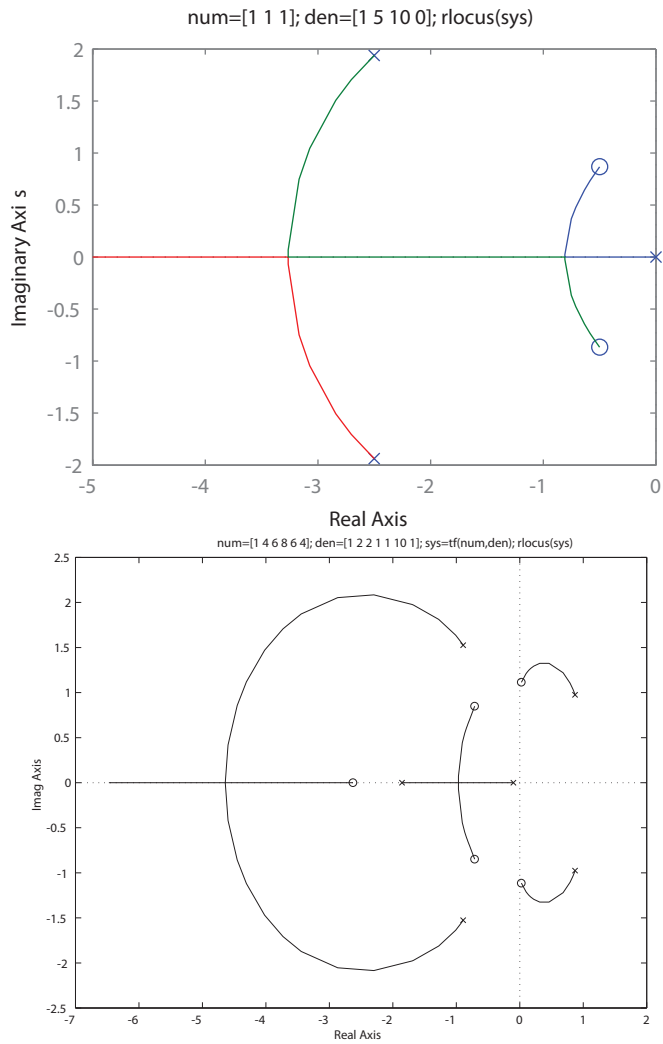 num=[1 1 1]; den=[1 5 10 0]; rlocus(sys)
2
1.5
1
0.5
0
-0.5
-1
-1.5
-2
Imaginary Axi s
-5 -4 -3 -2 -1 0
Real Axis
num=[1 4 6 8 6 4]; den=[1 2 2 1 1 10 1]; sys=tf(num,den); rlocus(sys)
2.5
2
1.5
1
0.5
0
-0.5
-1
-1.5
-2
-2.5
Imag Axis
-7 -6 -5 -4 -3 -2 -1 0 1 2
Real Axis